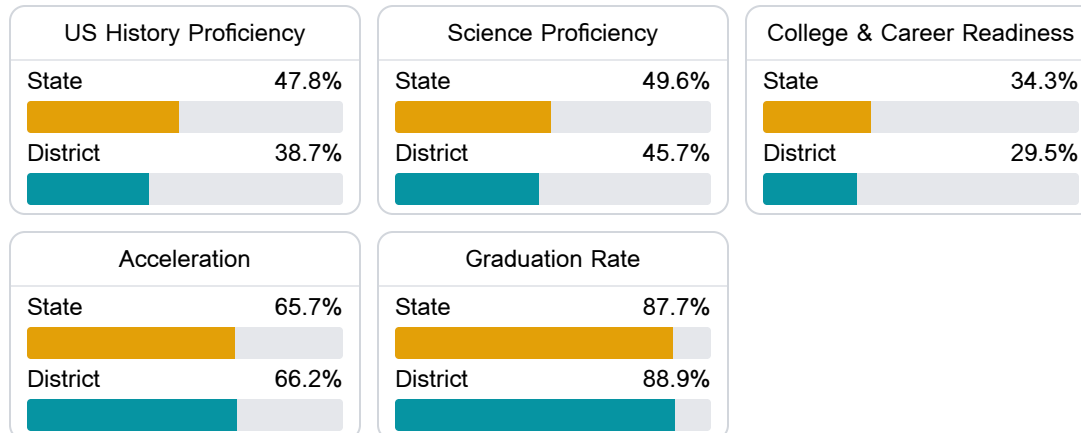 US History Proficiency
State 47.8%
District 38.7%
Science Proficiency
State 49.6%
District 45.7%
College & Career Readiness
State 34.3%
District 29.5%
Acceleration
State 65.7%
District 66.2%
Graduation Rate
State 87.7%
District 88.9%